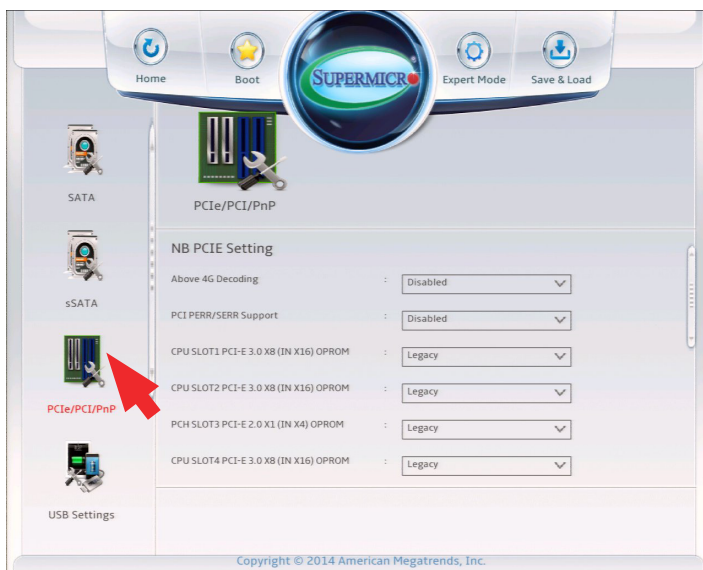 Home
Boot
SUPERMICR
Expert Mode
Save & Load
SATA
sSATA
PCIe/PCI/PnP
USB Settings
PCIe/PCI/PnP
NB PCIE Setting
Above 4G Decoding : Disabled
PCI PERR/SERR Support : Disabled
CPU SLOT1 PCI-E 3.0 X8 (IN X16) OPROM : Legacy
CPU SLOT2 PCI-E 3.0 X8 (IN X16) OPROM : Legacy
PCH SLOT3 PCI-E 2.0 X1 (IN X4) OPROM : Legacy
CPU SLOT4 PCI-E 3.0 X8 (IN X16) OPROM : Legacy
Copyright © 2014 American Megatrends, Inc.